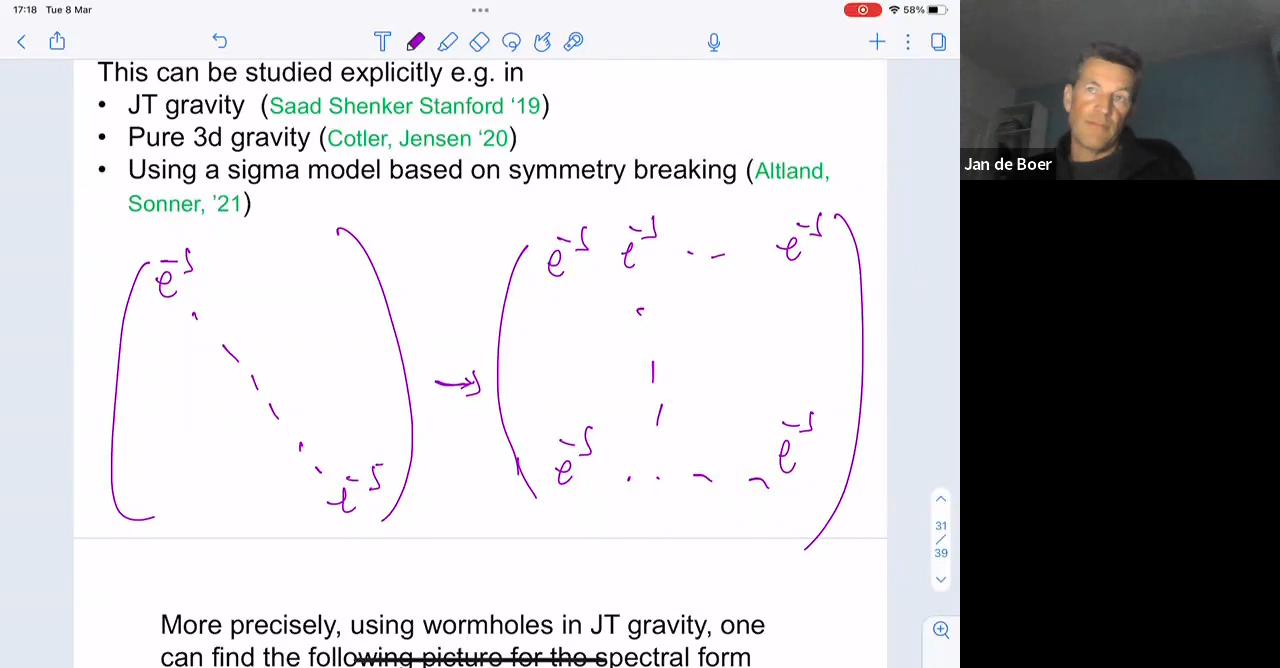 17:18 Tue 8 Mar
58%
This can be studied explicitly e.g. in
• JT gravity (Saad Shenker Stanford ‘19)
• Pure 3d gravity (Cotler, Jensen ‘20)
• Using a sigma model based on symmetry breaking (Altland,
Sonner, ’21)
e^-S e^-S e^-S .. e^-S
→
e^-S e^-S .. e^-S
Jan de Boer
31
39
More precisely, using wormholes in JT gravity, one
can find the following picture for the spectral form